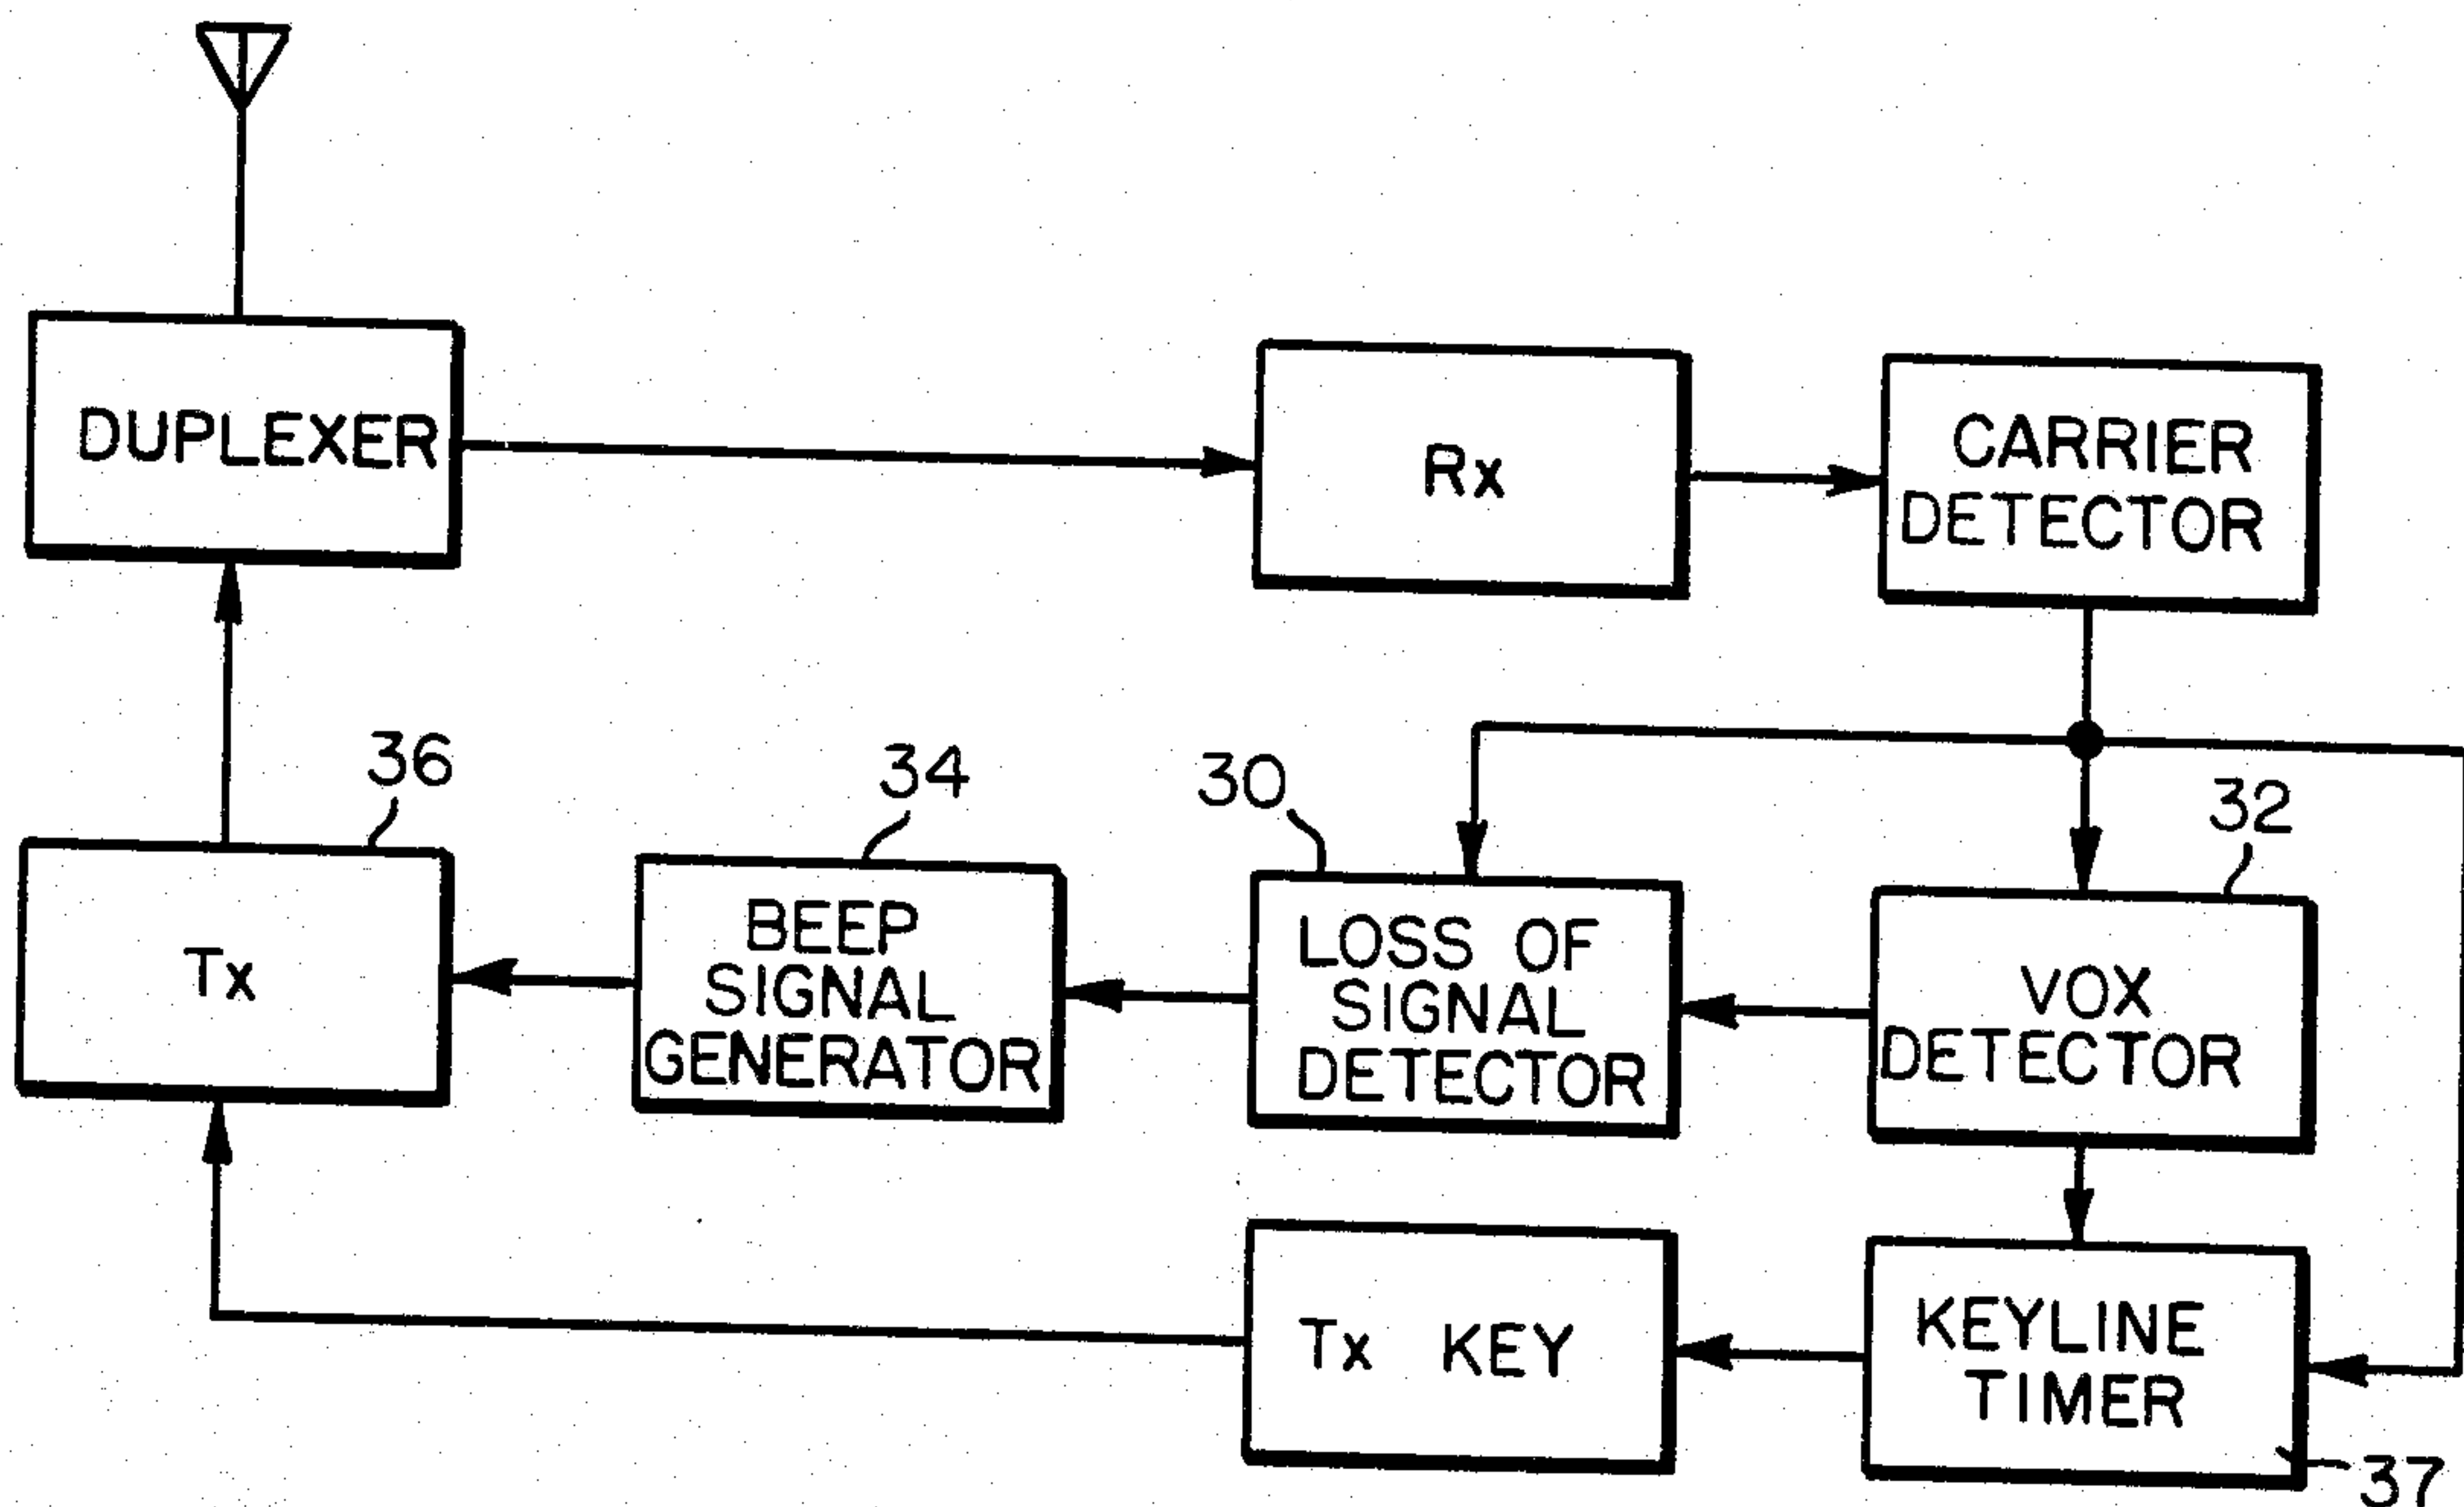 DUPLEXER
Rx
CARRIER
DETECTOR
36
34
30
32
Tx
BEEP
SIGNAL
GENERATOR
LOSS OF
SIGNAL
DETECTOR
VOX
DETECTOR
Tx KEY
KEYLINE
TIMER
37